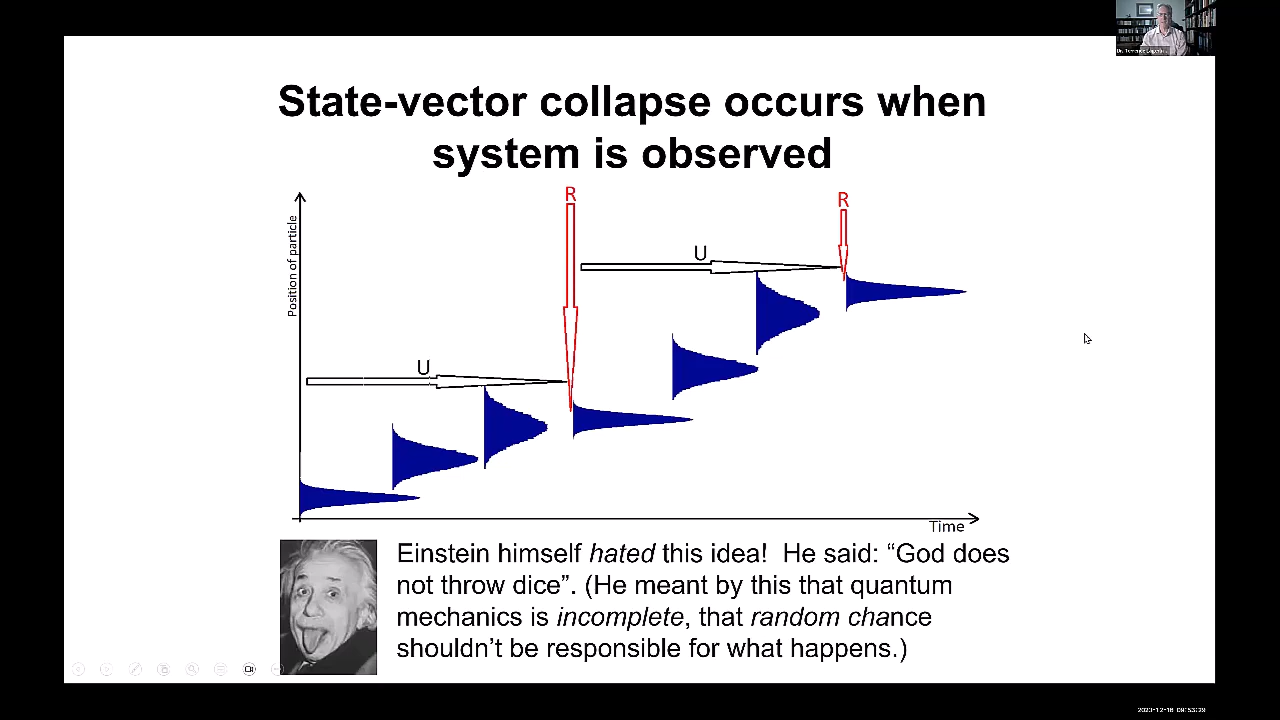 State-vector collapse occurs when
system is observed
R
R
U
U
Position of particle
Time
Einstein himself hated this idea!  He said: “God does
not throw dice”. (He meant by this that quantum
mechanics is incomplete, that random chance
shouldn’t be responsible for what happens.)
Dr. Terrence